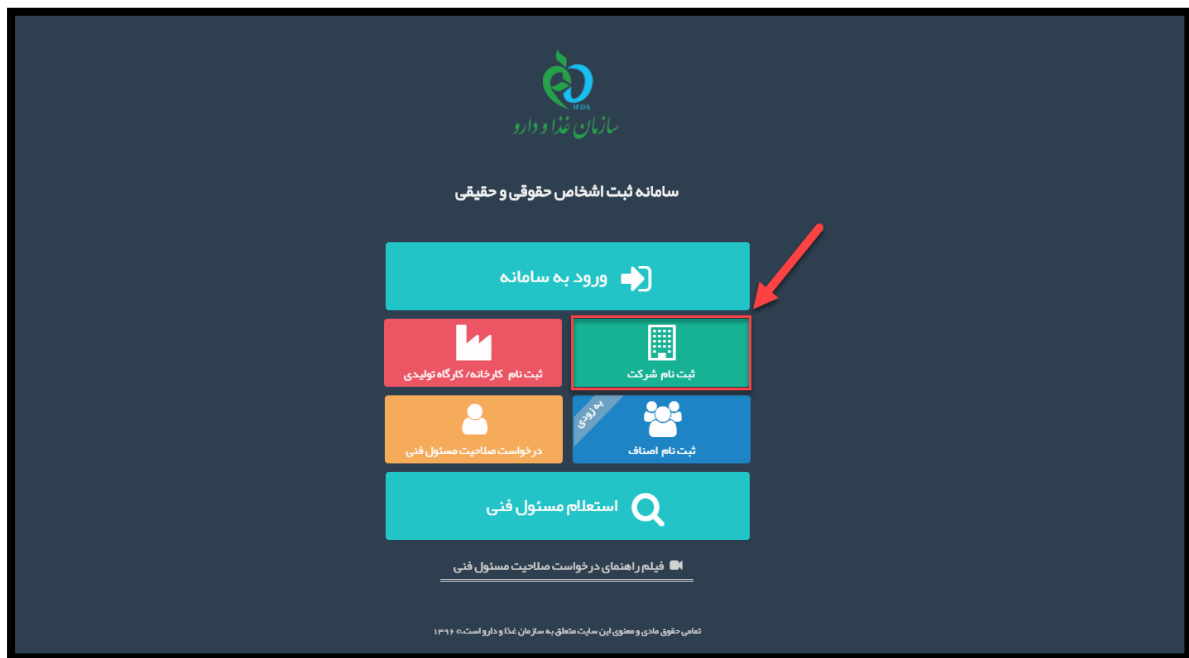 IFDA
سازمان غذا و دارو
سامانه ثبت اشخاص حقوقی و حقیقی
ورود به سامانه
ثبت نام شرکت
ثبت نام کارخانه/ کارگاه تولیدی
به زودی
ثبت نام اصناف
درخواست صلاحیت مسئول فنی
استعلام مسئول فنی
فیلم راهنمای درخواست صلاحیت مسئول فنی
تمامی حقوق مادی و معنوی این سایت متعلق به سازمان غذا و دارو است.© ۱۳۹۶